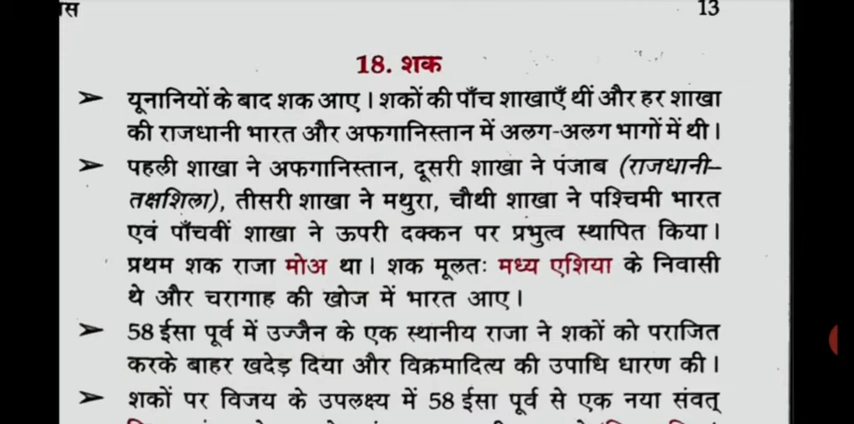 13
18. शक
➢ यूनानियों के बाद शक आए । शकों की पाँच शाखाएँ थीं और हर शाखा
की राजधानी भारत और अफगानिस्तान में अलग-अलग भागों में थी ।
➢ पहली शाखा ने अफगानिस्तान, दूसरी शाखा ने पंजाब (राजधानी–
तक्षशिला), तीसरी शाखा ने मथुरा, चौथी शाखा ने पश्चिमी भारत
एवं पाँचवीं शाखा ने ऊपरी दक्कन पर प्रभुत्व स्थापित किया ।
प्रथम शक राजा मोअ था । शक मूलतः मध्य एशिया के निवासी
थे और चरागाह की खोज में भारत आए ।
➢ 58 ईसा पूर्व में उज्जैन के एक स्थानीय राजा ने शकों को पराजित
करके बाहर खदेड़ दिया और विक्रमादित्य की उपाधि धारण की ।
➢ शकों पर विजय के उपलक्ष्य में 58 ईसा पूर्व से एक नया संवत्